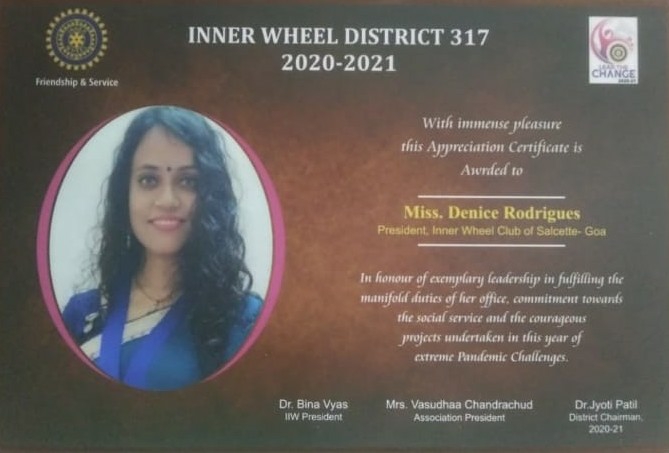 INNER WHEEL DISTRICT 317
2020-2021
Friendship & Service
LEAD THE
CHANGE
2020-21
With immense pleasure
this Appreciation Certificate is
Awrded to
Miss. Denice Rodrigues
President, Inner Wheel Club of Salcette- Goa
In honour of exemplary leadership in fulfilling the
manifold duties of her office, commitment towards
the social service and the courageous
projects undertaken in this year of
extreme Pandemic Challenges.
Dr. Bina Vyas
IIW President
Mrs. Vasudhaa Chandrachud
Association President
Dr.Jyoti Patil
District Chairman,
2020-21